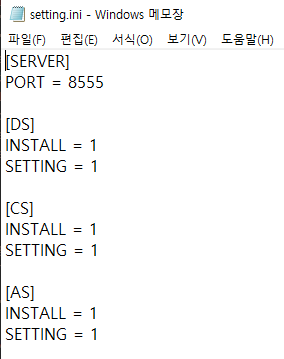 setting.ini - Windows 메모장
파일(F) 편집(E) 서식(O) 보기(V) 도움말(H)
[SERVER]
PORT = 8555
[DS]
INSTALL = 1
SETTING = 1
[CS]
INSTALL = 1
SETTING = 1
[AS]
INSTALL = 1
SETTING = 1